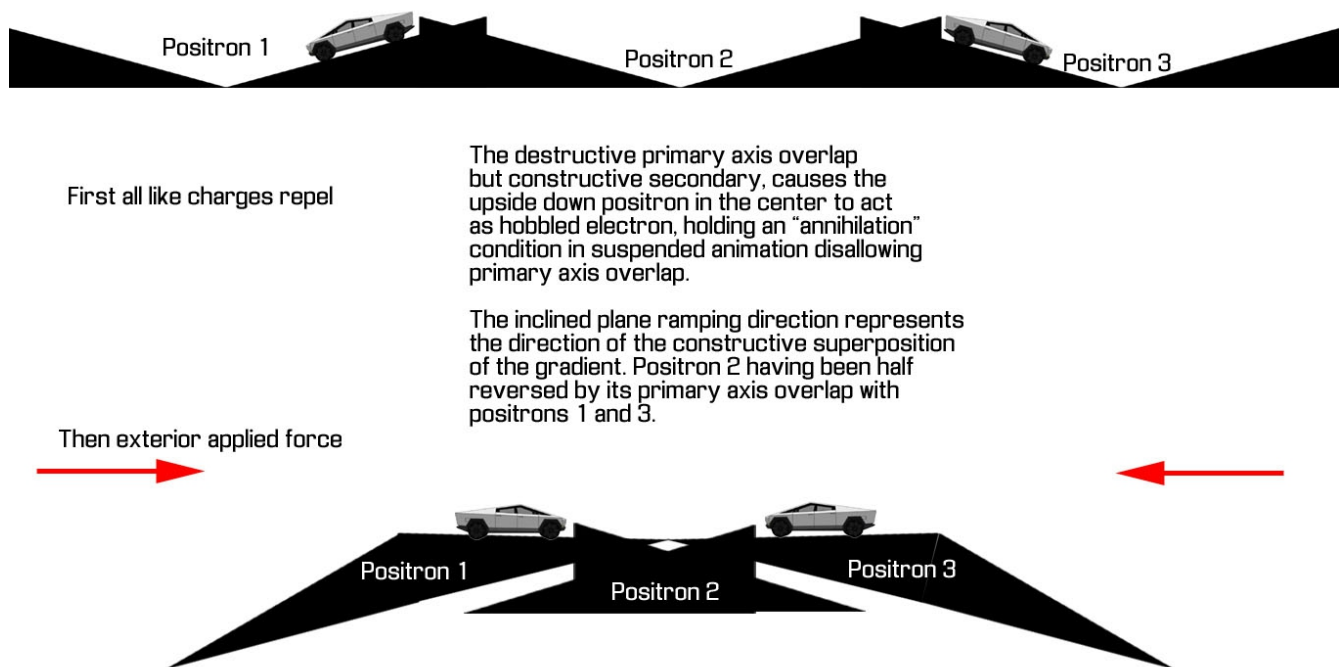 Positron 1
Positron 2
Positron 3
First all like charges repel
The destructive primary axis overlap
but constructive secondary, causes the
upside down positron in the center to act
as hobbled electron, holding an “annihilation”
condition in suspended animation disallowing
primary axis overlap.
The inclined plane ramping direction represents
the direction of the constructive superposition
of the gradient. Positron 2 having been half
reversed by its primary axis overlap with
positrons 1 and 3.
Then exterior applied force
Positron 1
Positron 2
Positron 3